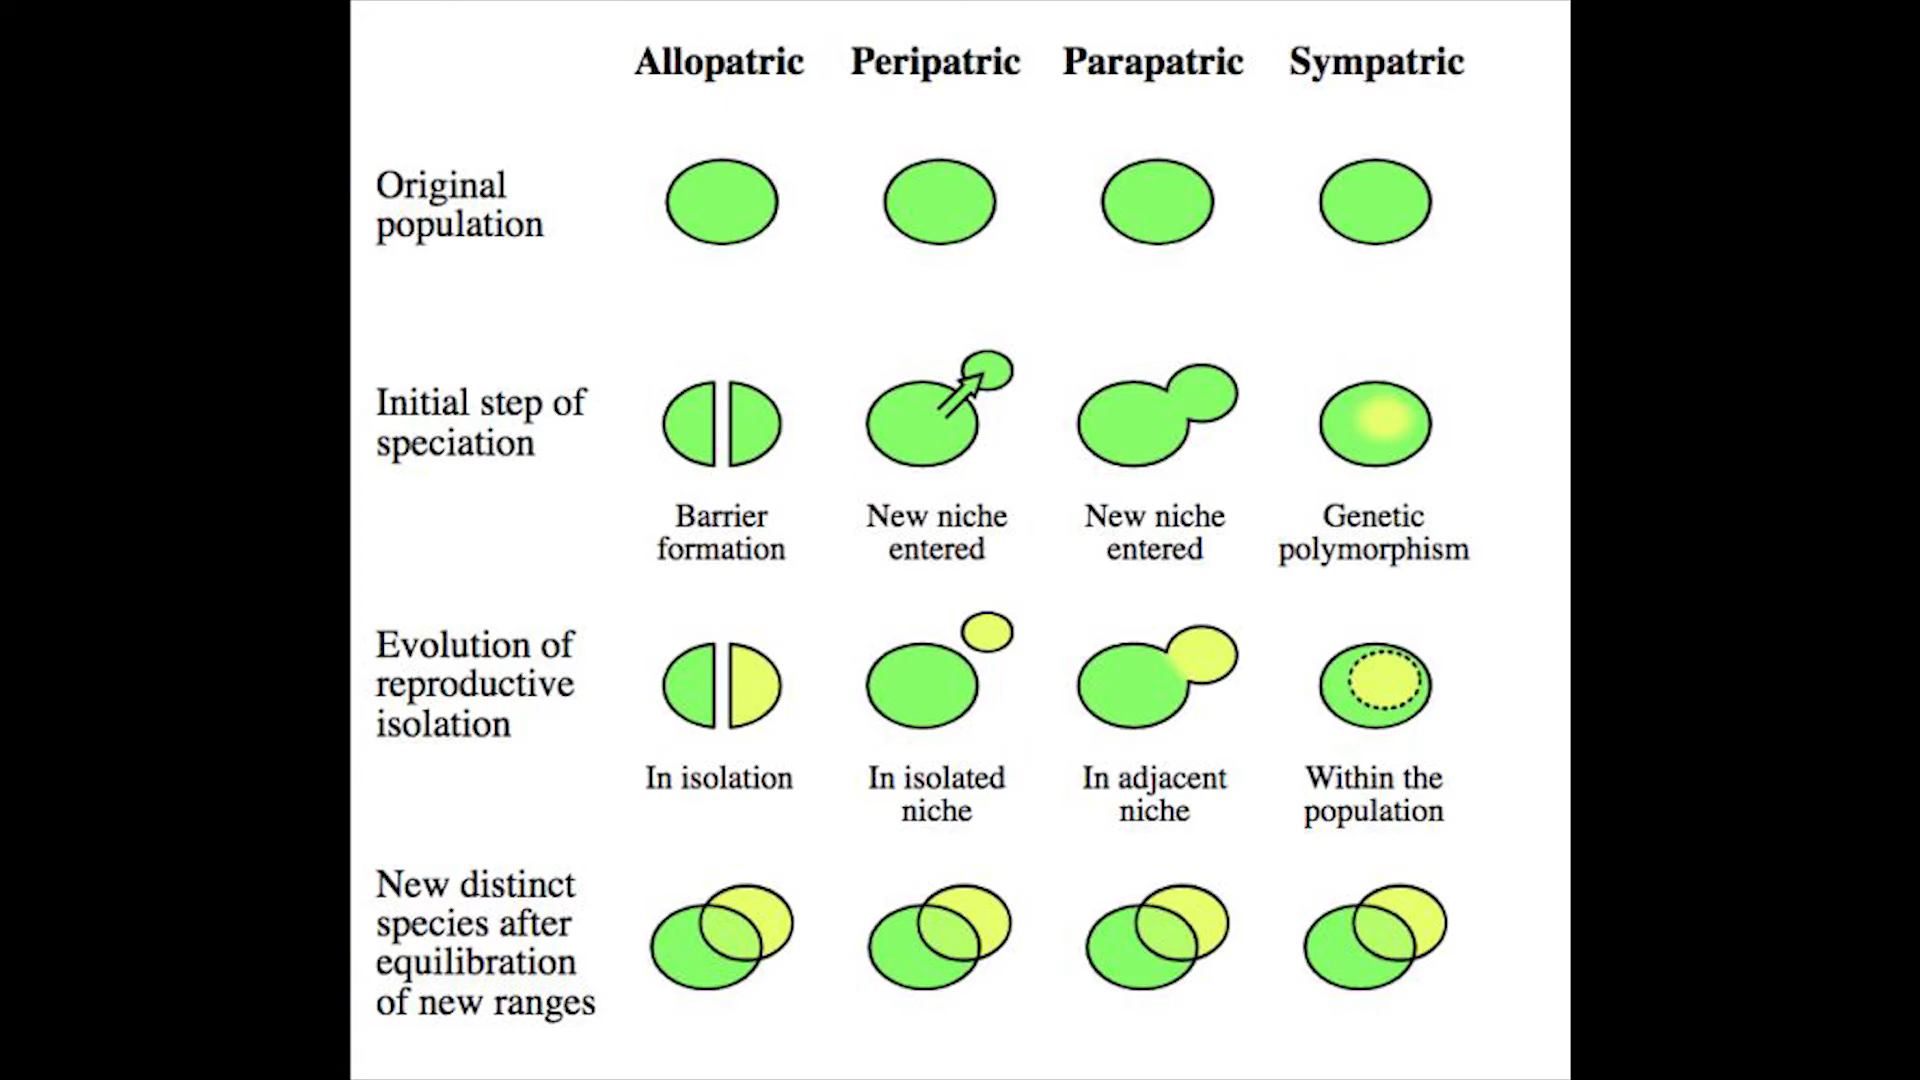 Allopatric Peripatric Parapatric Sympatric
Original
population
Initial step of
speciation
Barrier
formation
New niche
entered
New niche
entered
Genetic
polymorphism
Evolution of
reproductive
isolation
In isolation
In isolated
niche
In adjacent
niche
Within the
population
New distinct
species after
equilibration
of new ranges